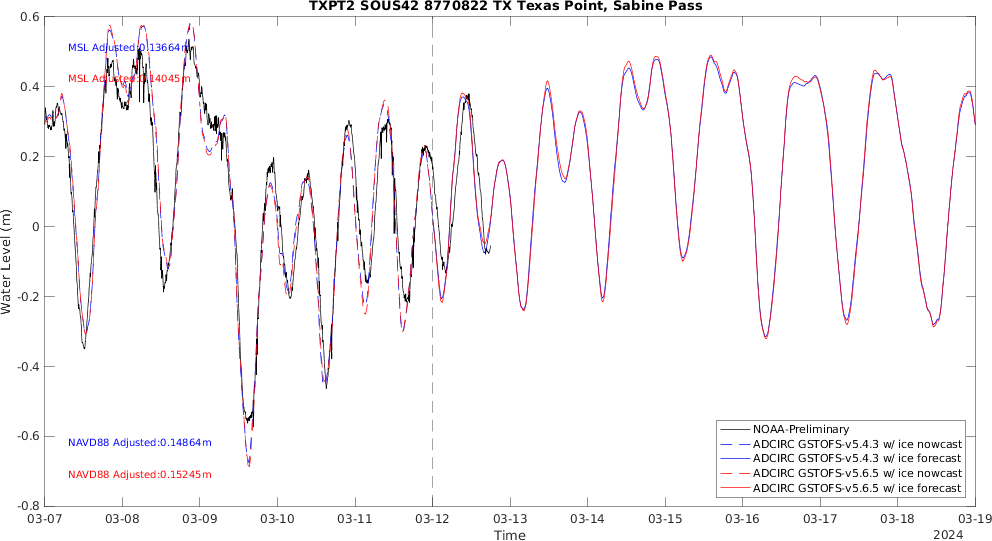 TXPT2 SOUS42 8770822 TX Texas Point, Sabine Pass
0.6
0.4
0.2
0
-0.2
-0.4
-0.6
-0.8
Water Level (m)
MSL Adjusted:0.13664m
MSL Adjusted:0.14045m
NAVD88 Adjusted:0.14864m
NAVD88 Adjusted:0.15245m
NOAA-Preliminary
ADCIRC GSTOFS-v5.4.3 w/ ice nowcast
ADCIRC GSTOFS-v5.4.3 w/ ice forecast
ADCIRC GSTOFS-v5.6.5 w/ ice nowcast
ADCIRC GSTOFS-v5.6.5 w/ ice forecast
03-07 03-08 03-09 03-10 03-11 03-12 03-13 03-14 03-15 03-16 03-17 03-18 03-19
Time
2024